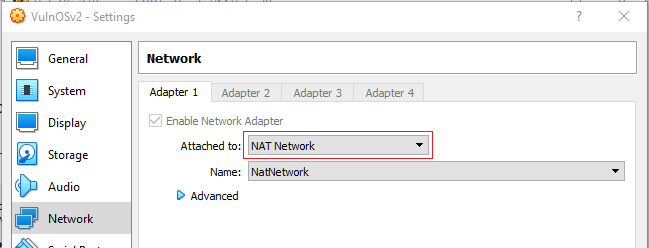 VulnOSv2 - Settings
?
General
System
Display
Storage
Audio
Network
Network
Adapter 1 Adapter 2 Adapter 3 Adapter 4
Enable Network Adapter
Attached to: NAT Network
Name: NatNetwork
Advanced